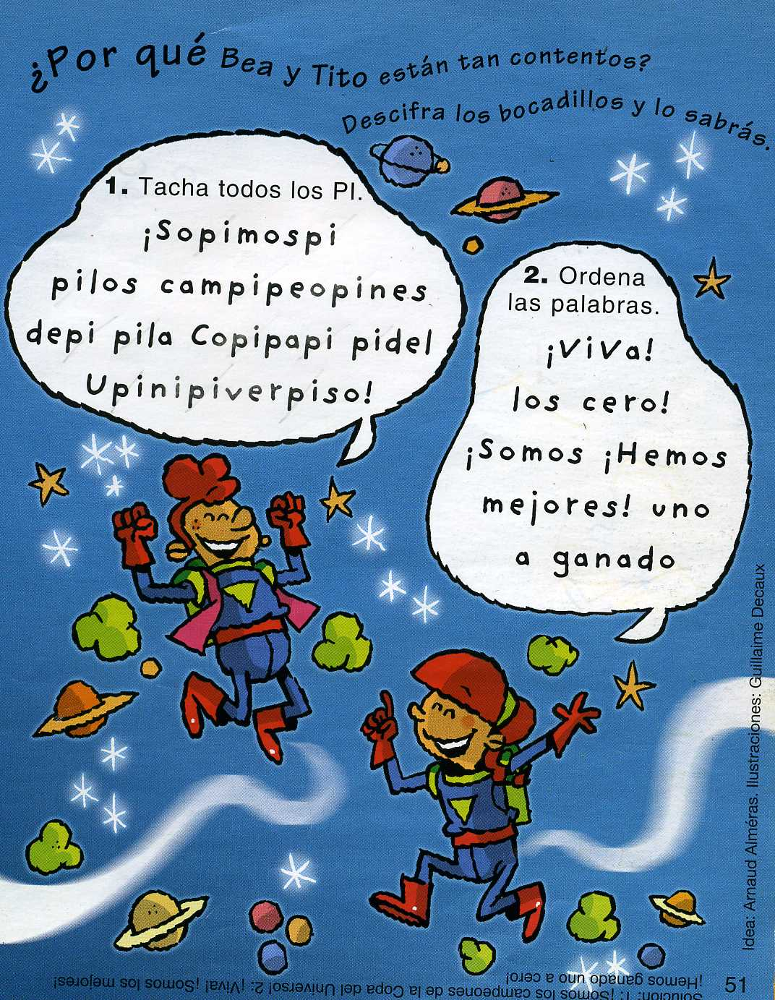 ¿Por qué Bea y Tito están tan contentos?
Descifra los bocadillos y lo sabrás.
1. Tacha todos los PI.
¡Sopimospi
pilos campipeopines
depi pila Copipapi pidel
Upinipiverpiso!
2. Ordena
las palabras.
¡ViVa!
los cero!
¡Somos ¡Hemos
mejores! uno
a ganado
Idea: Arnaud Alméras. Ilustraciones: Guillaume Decaux
Solución: 1: ¡Somos los campeones de la Copa del Universo! 2: ¡Viva! ¡Somos los mejores!
¡Hemos ganado uno a cero!
51